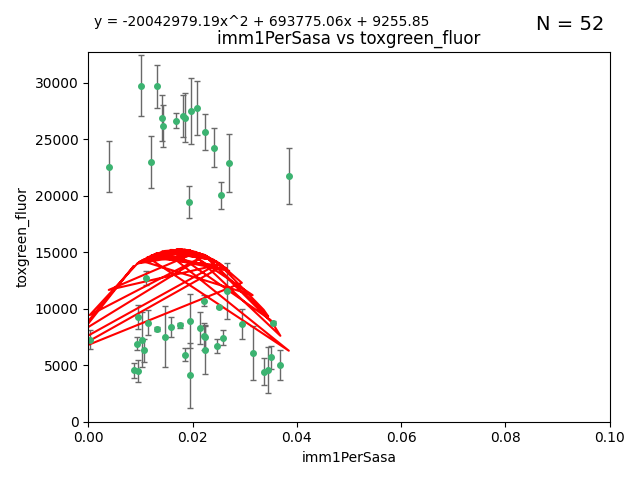 y = -20042979.19x^2 + 693775.06x + 9255.85
N = 52
imm1PerSasa vs toxgreen_fluor
30000
25000
20000
15000
10000
5000
0
toxgreen_fluor
0.00 0.02 0.04 0.06 0.08 0.10
imm1PerSasa